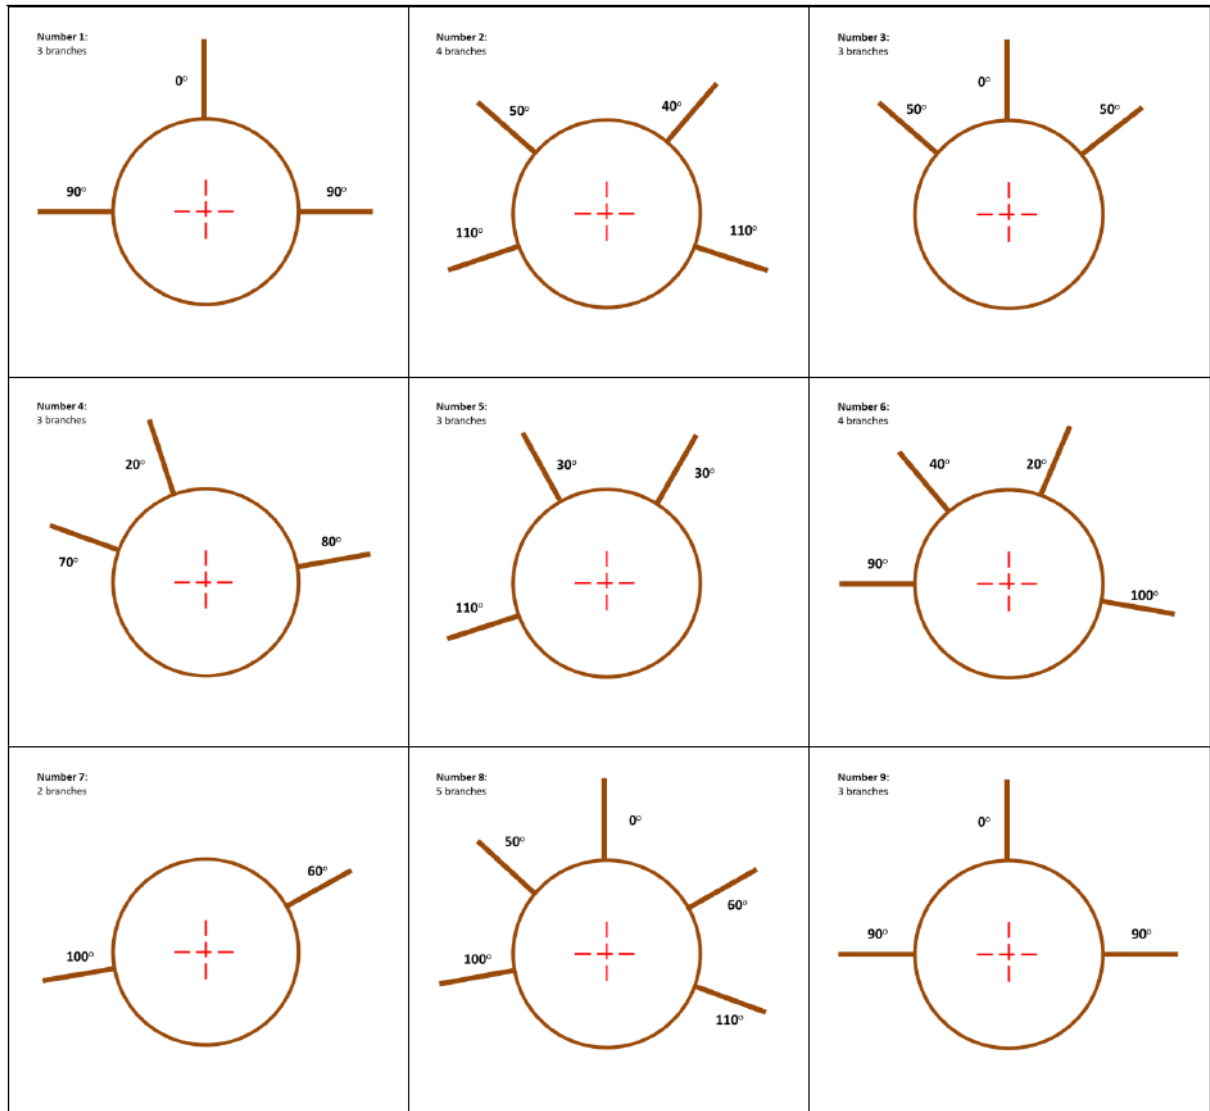 Number 1:
3 branches
0°
90°
90°
Number 2:
4 branches
50°
40°
110°
110°
Number 3:
3 branches
0°
50°
50°
Number 4:
3 branches
20°
70°
80°
Number 5:
3 branches
30°
30°
110°
Number 6:
4 branches
40°
20°
90°
100°
Number 7:
2 branches
60°
100°
Number 8:
5 branches
0°
50°
60°
100°
110°
Number 9:
3 branches
0°
90°
90°